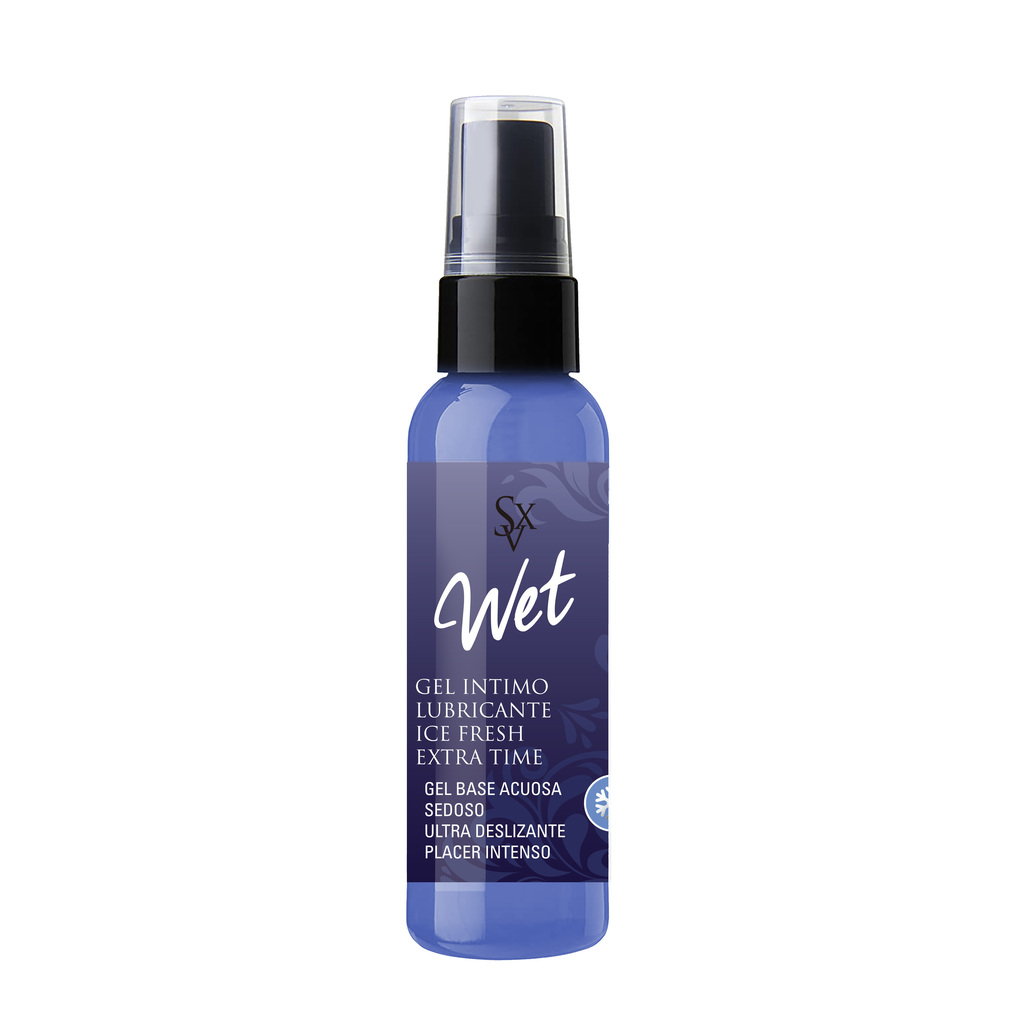 SXV
Wet
GEL INTIMO
LUBRICANTE
ICE FRESH
EXTRA TIME
GEL BASE ACUOSA
SEDOSO
ULTRA DESLIZANTE
PLACER INTENSO